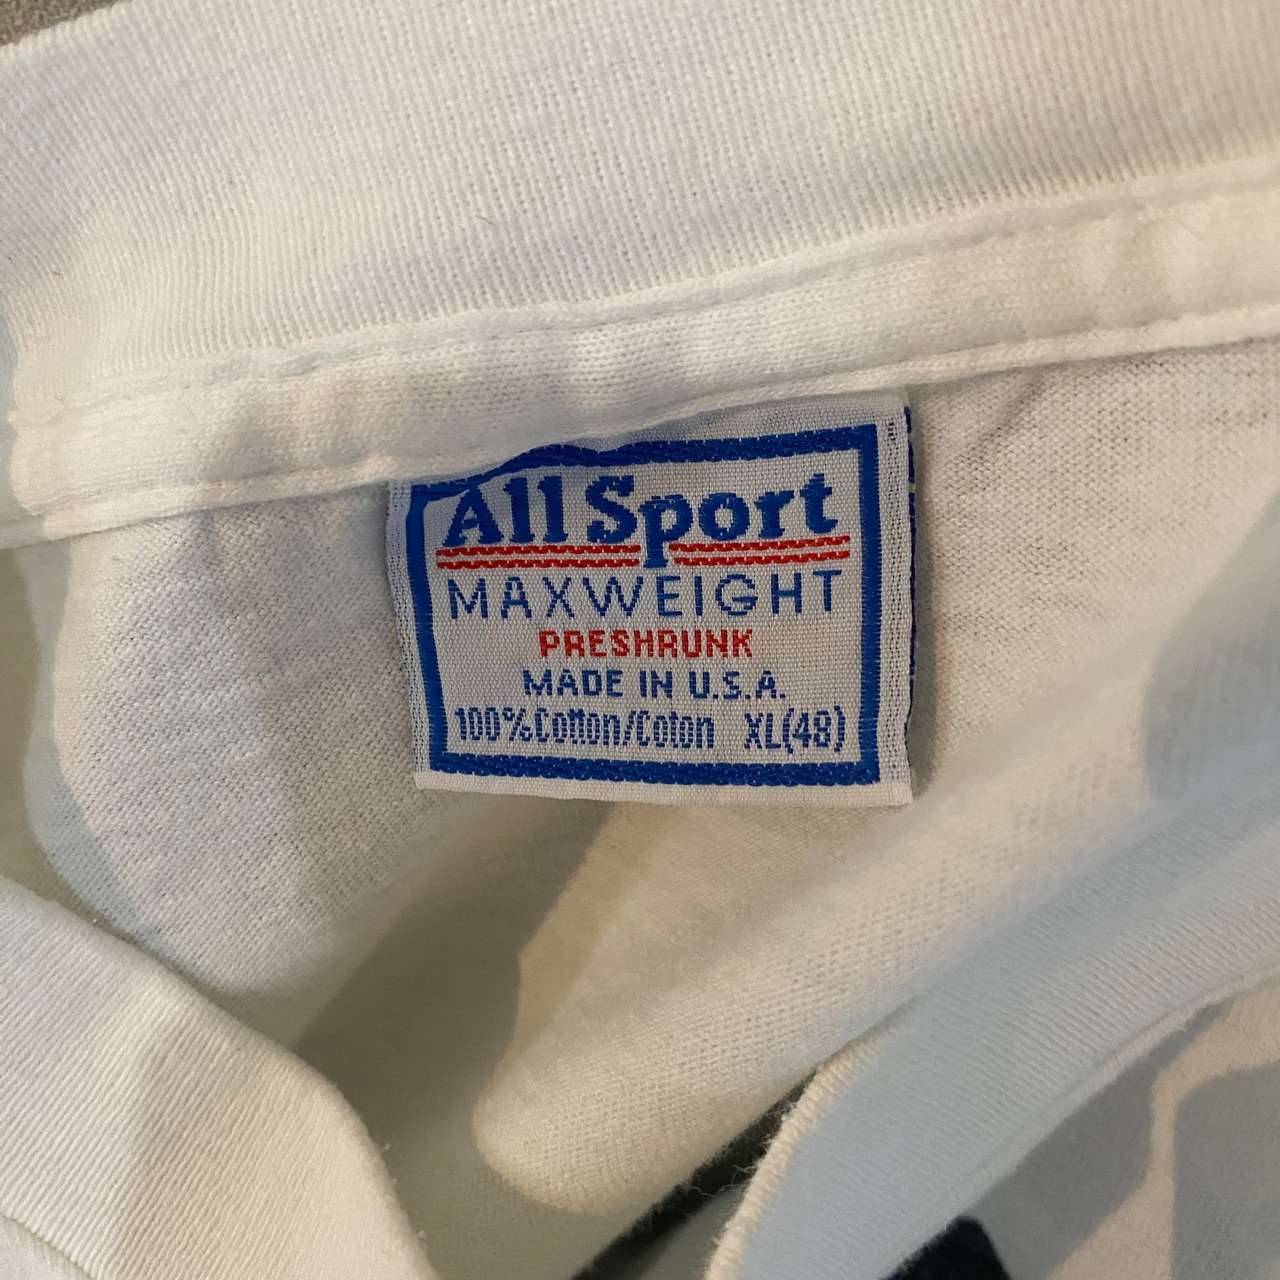 All Sport
MAXWEIGHT
PRESHRUNK
MADE IN U.S.A.
100% Cotton/Coton XL(48)